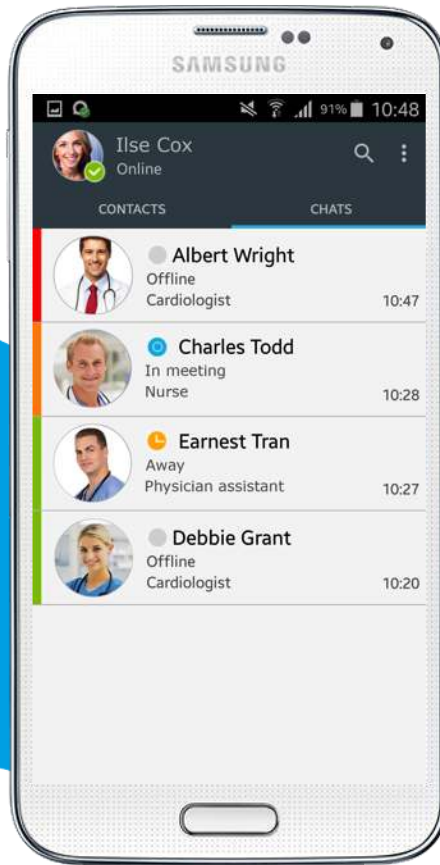 SAMSUNG
91% 10:48
Ilse Cox
Online
CONTACTS CHATS
Albert Wright
Offline
Cardiologist 10:47
Charles Todd
In meeting
Nurse 10:28
Earnest Tran
Away
Physician assistant 10:27
Debbie Grant
Offline
Cardiologist 10:20